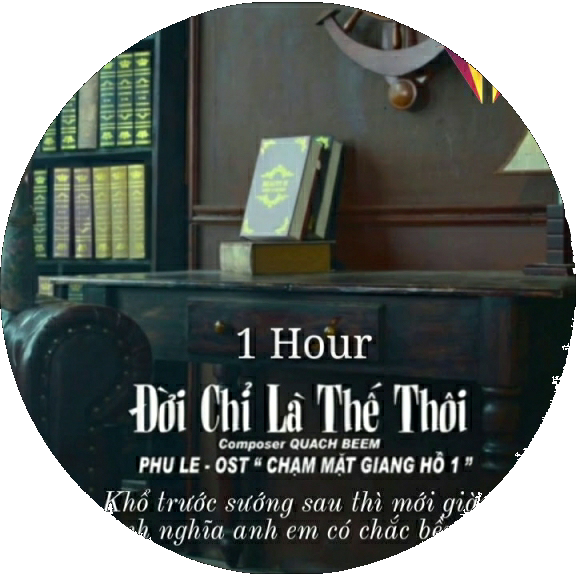 1 Hour
Đời Chỉ Là Thế Thôi
Composer QUACH BEEM
PHU LE - OST “ CHẠM MẶT GIANG HỒ 1 ”
Khổ trước sướng sau thì mới
nghĩa anh em có chắc